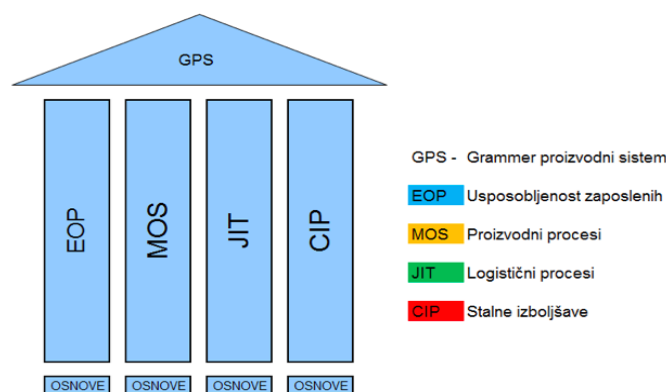 GPS
EOP
MOS
JIT
CIP
OSNOVE OSNOVE OSNOVE OSNOVE
GPS - Grammer proizvodni sistem
EOP Usposobljenost zaposlenih
MOS Proizvodni procesi
JIT Logistični procesi
CIP Stalne izboljšave